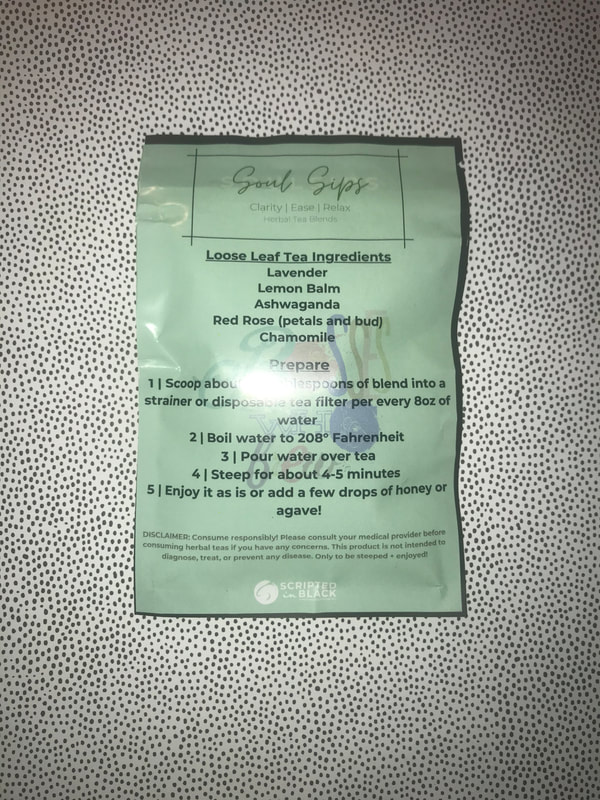 Soul Sips
Clarity | Ease | Relax
Herbal Tea Blends
Loose Leaf Tea Ingredients
Lavender
Lemon Balm
Ashwaganda
Red Rose (petals and bud)
Chamomile
Prepare
1 | Scoop of blend into a
strainer or disposable tea filter per every 8oz of
water
2 | Boil water to 208° Fahrenheit
3 | Pour water over tea
4 | Steep for about 4-5 minutes
5 | Enjoy it as is or add a few drops of honey or
agave!
DISCLAIMER: Consume responsibly! Please consult your medical provider before
consuming herbal teas if you have any concerns. This product is not intended to
diagnose, treat, or prevent any disease. Only to be steeped + enjoyed!
SCRIPTED
in BLACK